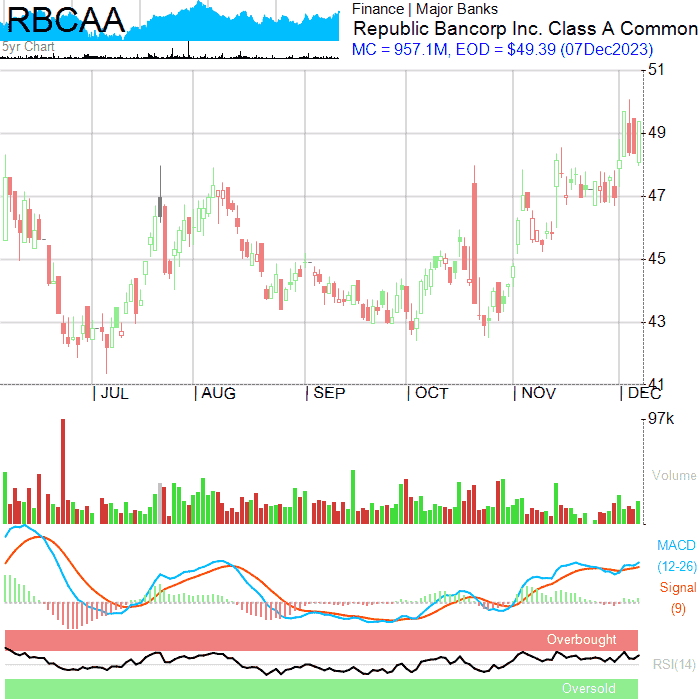 RBCAA
5yr Chart
Finance | Major Banks
Republic Bancorp Inc. Class A Common
MC = 957.1M, EOD = $49.39 (07Dec2023)
51
49
47
45
43
41
| JUL | AUG | SEP | OCT | NOV | DEC
97k
Volume
MACD
(12-26)
Signal
(9)
Overbought
RSI(14)
Oversold